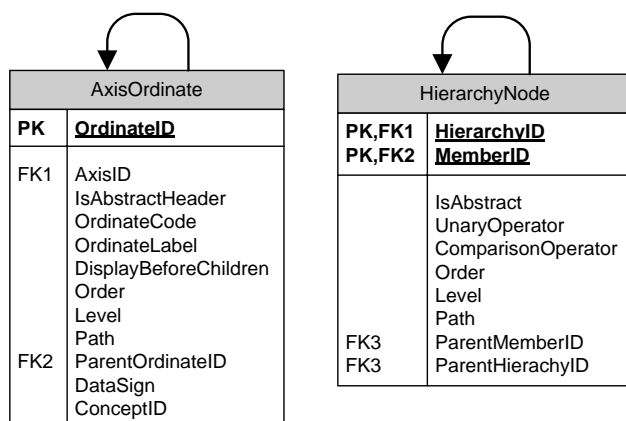 AxisOrdinate
PK OrdinateID
FK1 AxisID
IsAbstractHeader
OrdinateCode
OrdinateLabel
DisplayBeforeChildren
Order
Level
Path
FK2 ParentOrdinateID
DataSign
ConceptID
HierarchyNode
PK,FK1 HierarchyID
PK,FK2 MemberID
IsAbstract
UnaryOperator
ComparisonOperator
Order
Level
Path
FK3 ParentMemberID
FK3 ParentHierachyID